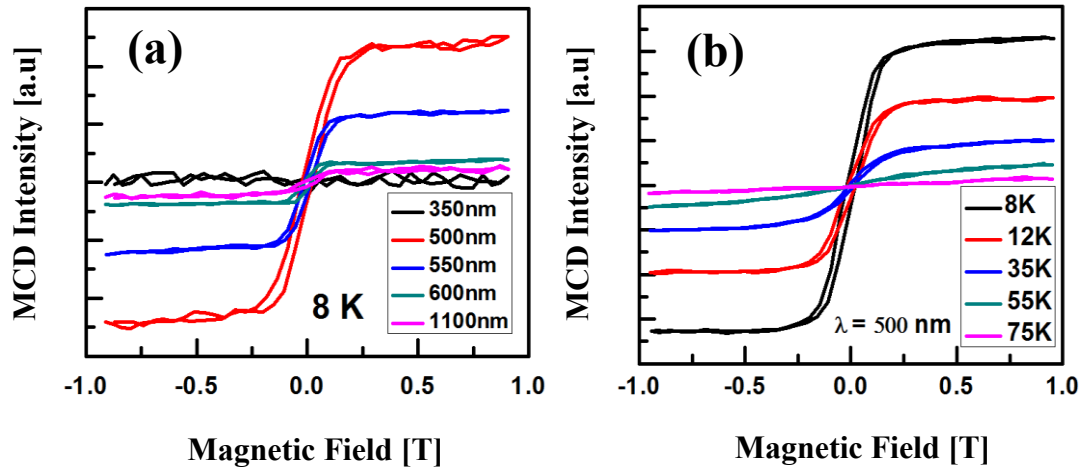 (a)
MCD Intensity [a.u]
350nm
500nm
550nm
600nm
1100nm
8 K
-1.0 -0.5 0.0 0.5 1.0
Magnetic Field [T]
(b)
MCD Intensity [a.u]
8K
12K
35K
55K
75K
λ = 500 nm
-1.0 -0.5 0.0 0.5 1.0
Magnetic Field [T]